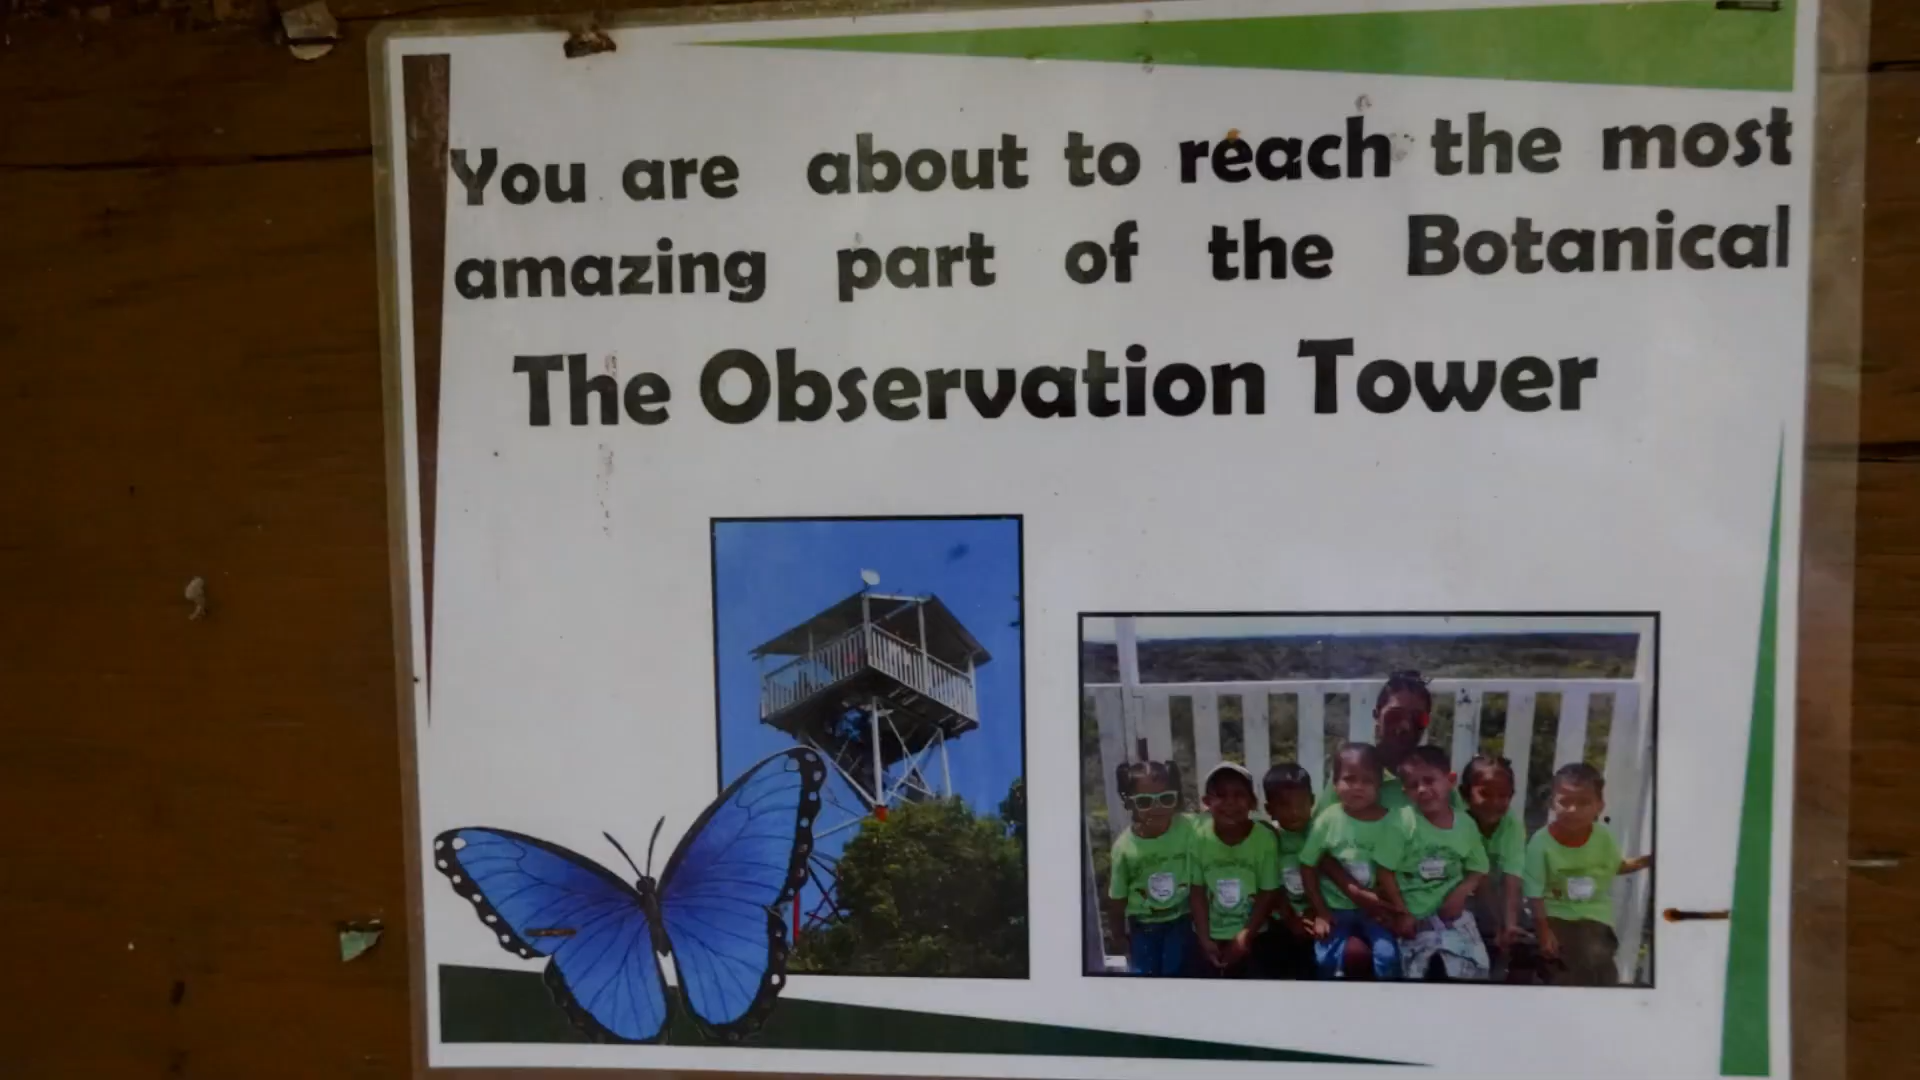 You are about to reach the most
amazing part of the Botanical
The Observation Tower